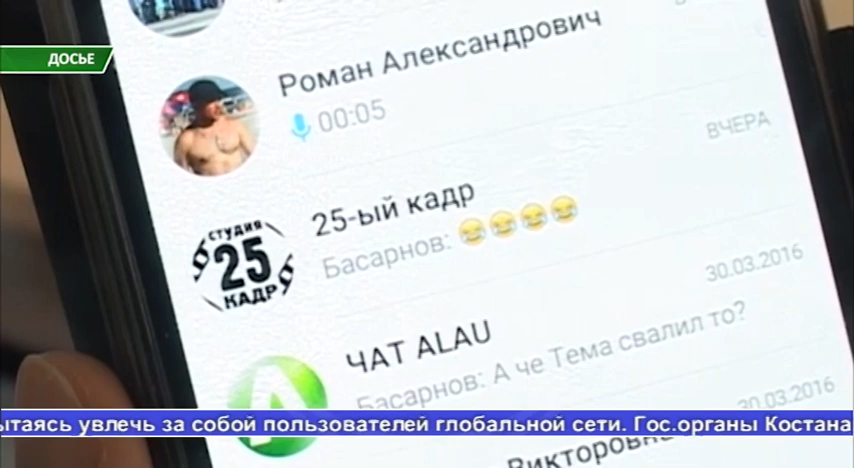 ДОСЬЕ
Роман Александрович
00:05
ВЧЕРА
СТУДИЯ
25
КАДР
25-ый кадр
Басарнов: 😂😂😂😂
30.03.2016
ЧАТ ALAU
Басарнов: А че Тема свалил то?
30.03.2016
ытаясь увлечь за собой пользователей глобальной сети. Гос.органы Костана